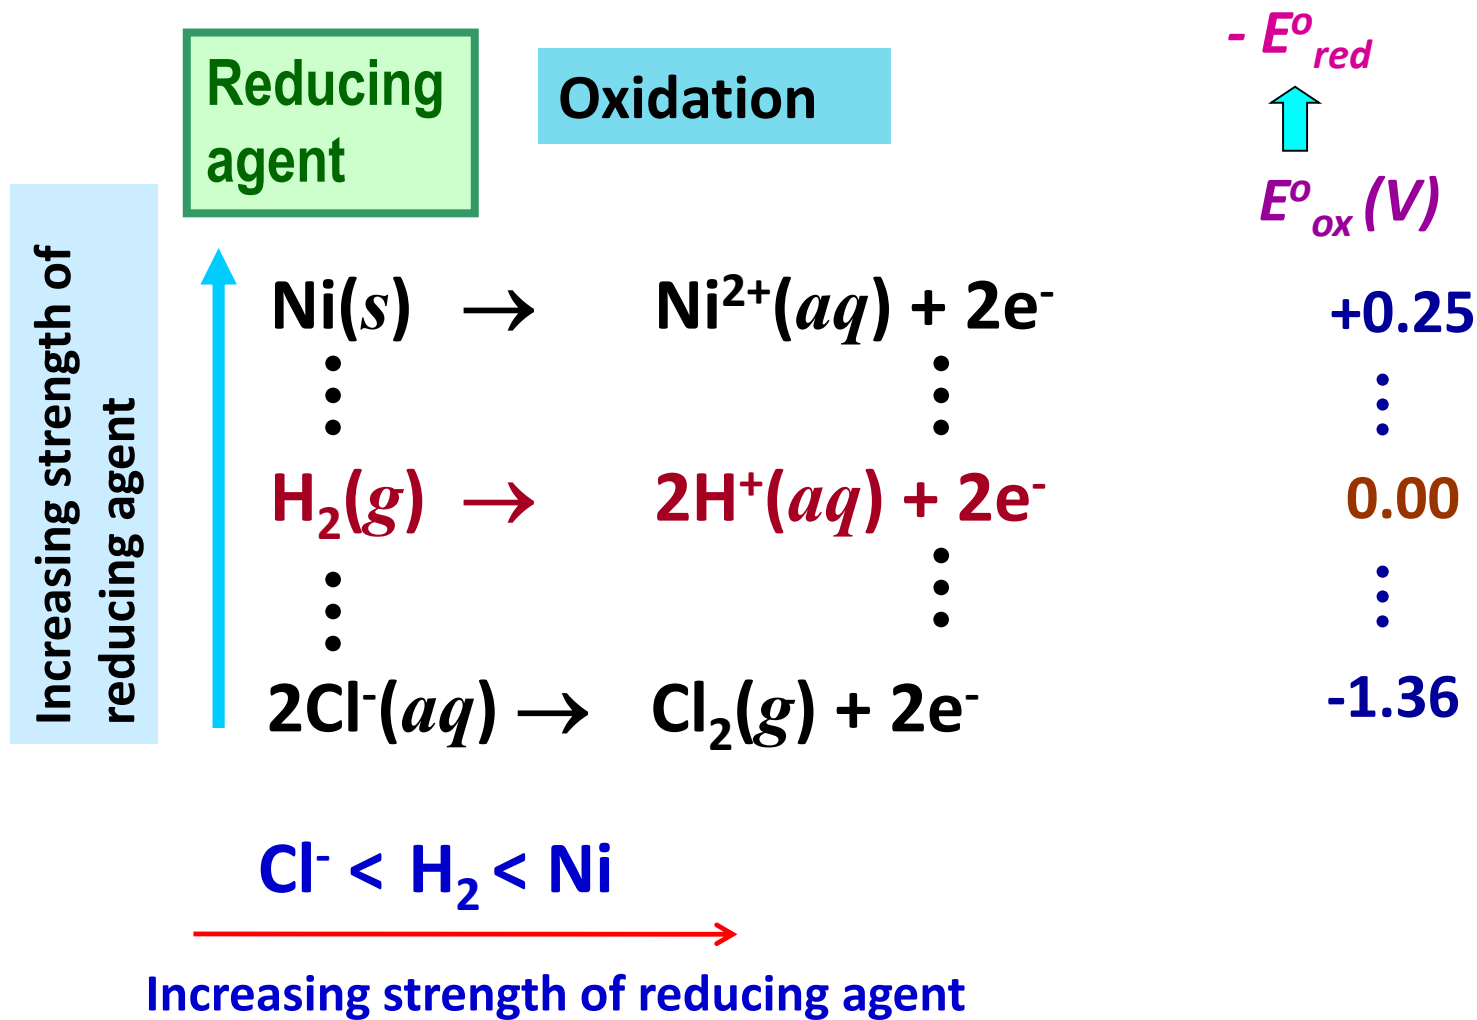 Reducing agent
Oxidation
- E°red
E°ox (V)
Increasing strength of
reducing agent
Ni(s) → Ni²⁺(aq) + 2e⁻ +0.25
H₂(g) → 2H⁺(aq) + 2e⁻ 0.00
2Cl⁻(aq) → Cl₂(g) + 2e⁻ -1.36
Cl⁻ < H₂ < Ni
Increasing strength of reducing agent